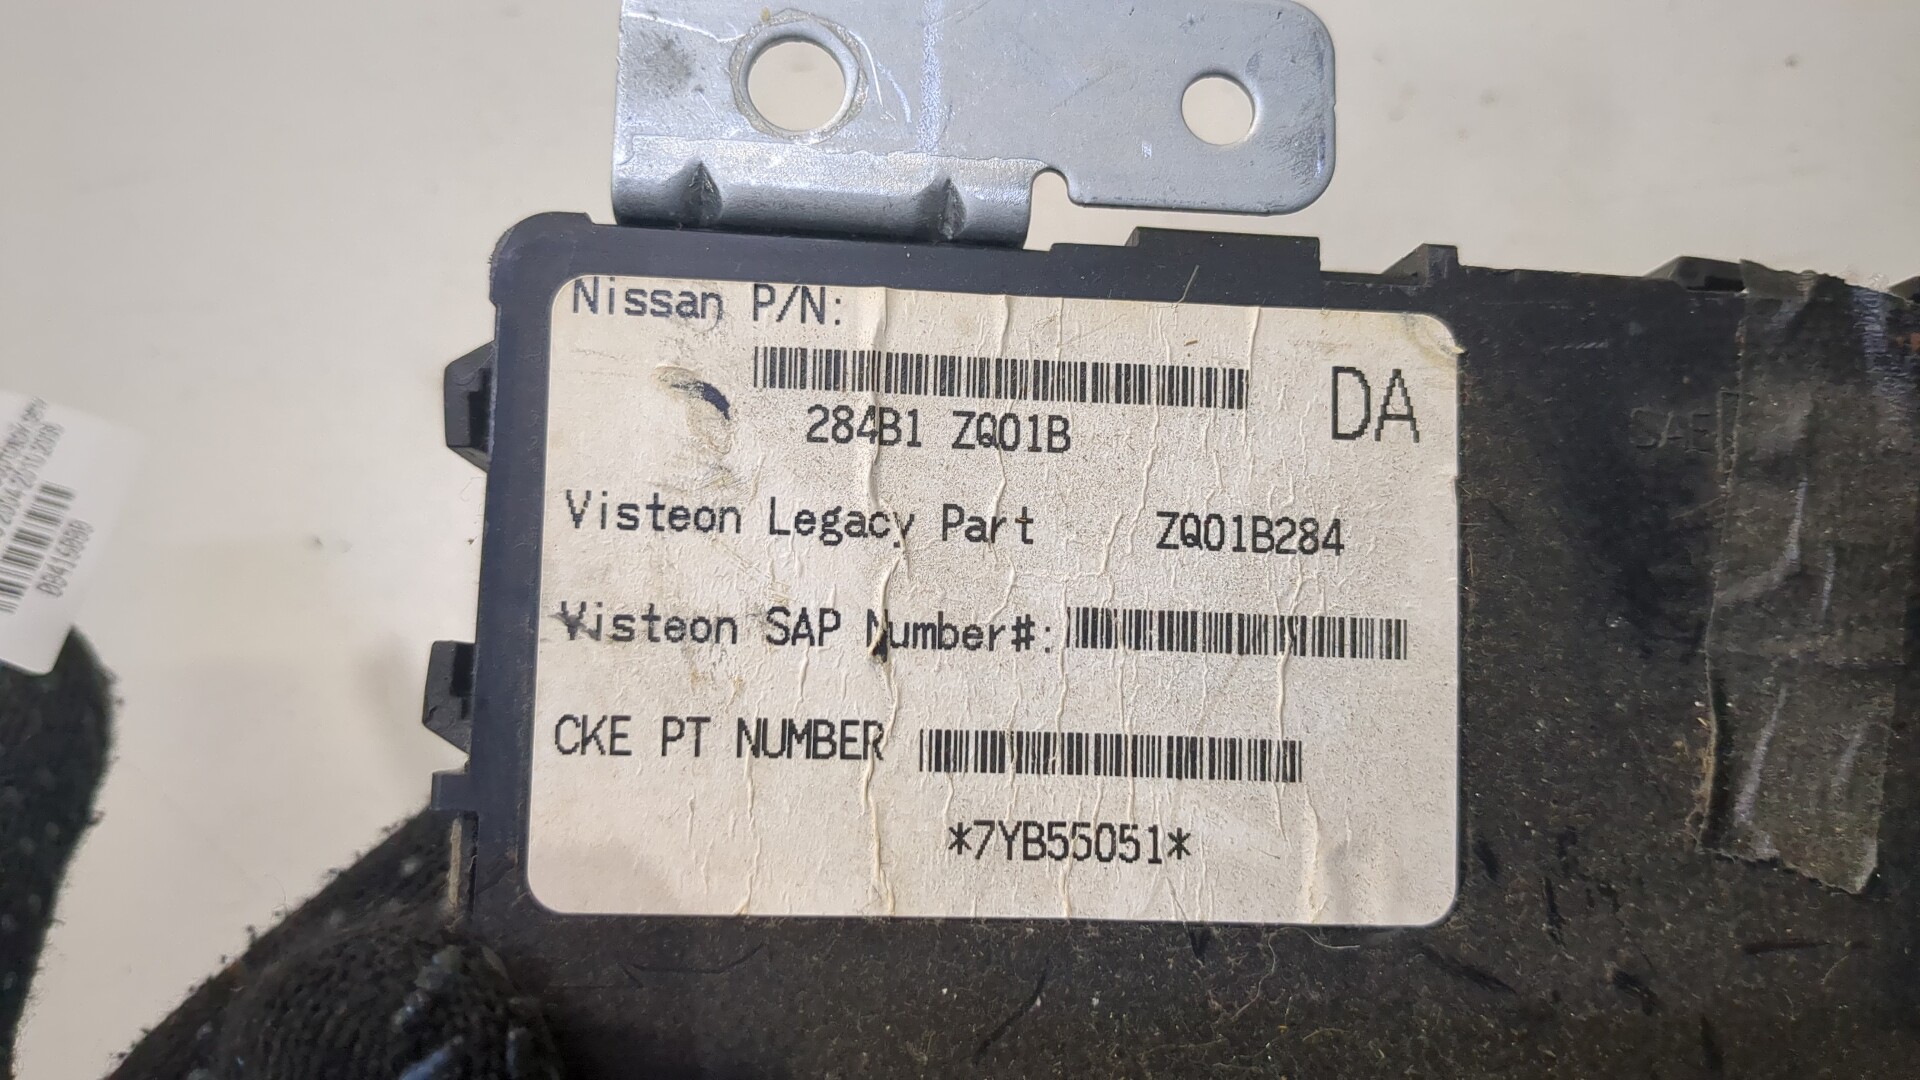 Nissan P/N:
284B1 ZQ01B
DA
Visteon Legacy Part ZQ01B284
Visteon SAP Number#:
CKE PT NUMBER
*7YB55051*